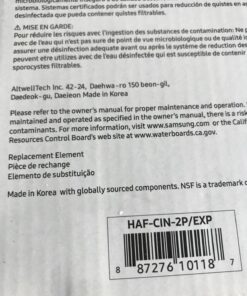 microbiologiquement
système. Systèmes certificados podrán ser usados para reducción de quistes en
desinfectada que pueda contener quistes filtrables.
⚠ MISE EN GARDE:
Pour réduire les risques avec l'ingestion des substances de contamination. Ne
avec de l'eau qui n'est pas sure de point de vue microbiologique ou de qualité
assurer une désinfection adéquate avant ou après le système de réduction des
peuvent etre utilizes avec de l'eau désinfectée qui est susceptible de contenir
sporocystes filtrables.
AltwellTech Inc. 42-24, Daehwa-ro 150 beon-gil,
Daedeok-gu, Daejeon Made in Korea
Please refer to the owner's manual for proper maintenance and operation.
maintained and operated as specified in the owner's manual, there is a risk
contaminants. For more information, visit www.samsung.com or the Calif
Resources Control Board's web site at www.waterboards.ca.gov.
Replacement Element
Pièce de rechange
Elemento de substituição
Made in Korea with globally sourced components. NSF is a trademark
HAF-CIN-2P/EXP
8 87276 10118 7